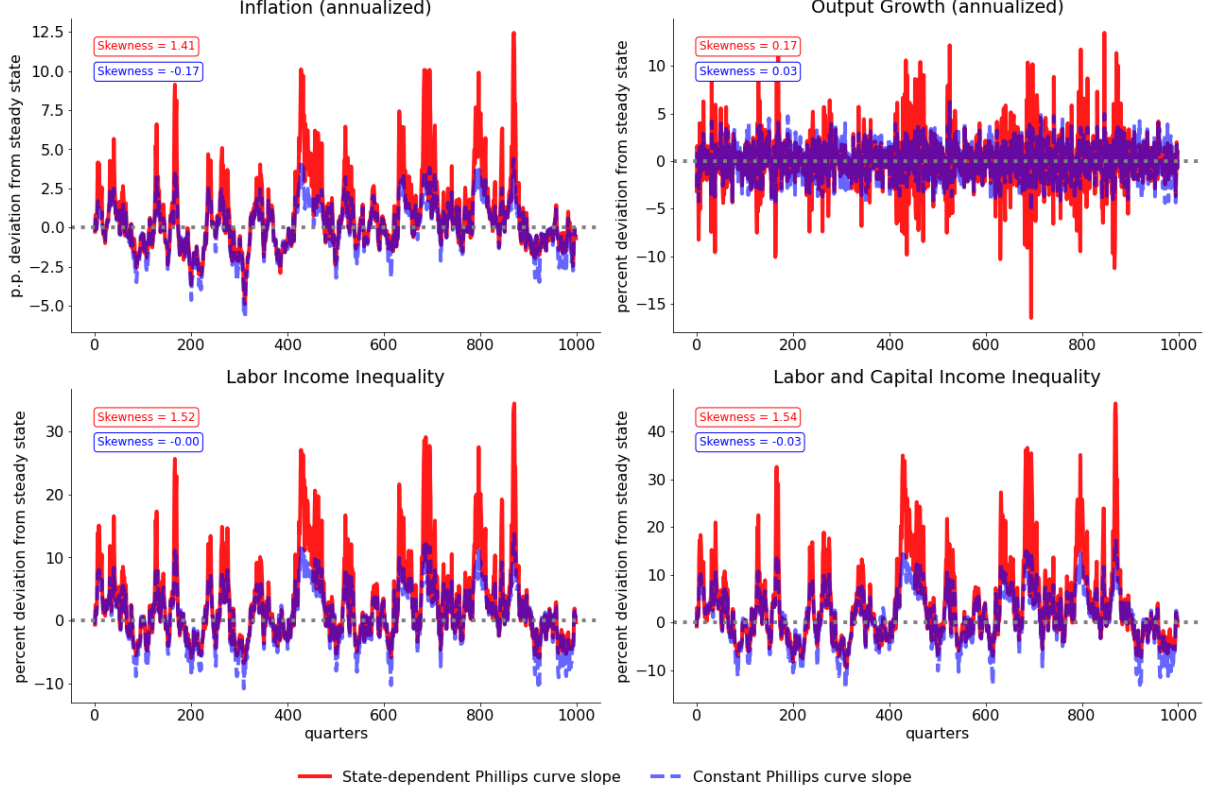 Inflation (annualized)
p.p. deviation from steady state
12.5
10.0
7.5
5.0
2.5
0.0
−2.5
−5.0
Skewness = 1.41
Skewness = -0.17
0 200 400 600 800 1000
Output Growth (annualized)
percent deviation from steady state
10
5
0
−5
−10
−15
Skewness = 0.17
Skewness = 0.03
0 200 400 600 800 1000
Labor Income Inequality
percent deviation from steady state
30
20
10
0
−10
Skewness = 1.52
Skewness = -0.00
0 200 400 600 800 1000
quarters
Labor and Capital Income Inequality
percent deviation from steady state
40
30
20
10
0
−10
Skewness = 1.54
Skewness = -0.03
0 200 400 600 800 1000
quarters
State-dependent Phillips curve slope
Constant Phillips curve slope